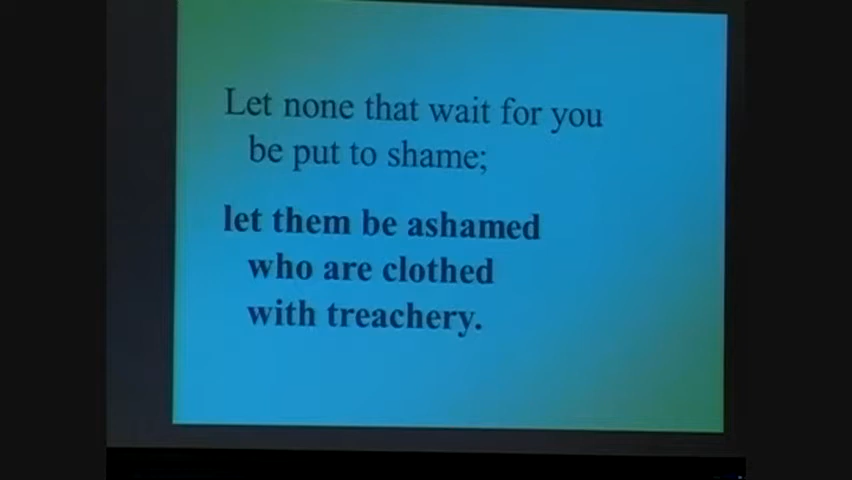 Let none that wait for you
be put to shame;
let them be ashamed
who are clothed
with treachery.